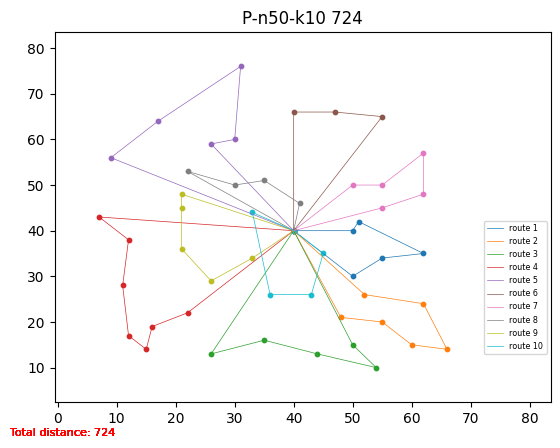 P-n50-k10 724
80
70
60
50
40
30
20
10
0 10 20 30 40 50 60 70 80
route 1
route 2
route 3
route 4
route 5
route 6
route 7
route 8
route 9
route 10
Total distance: 724